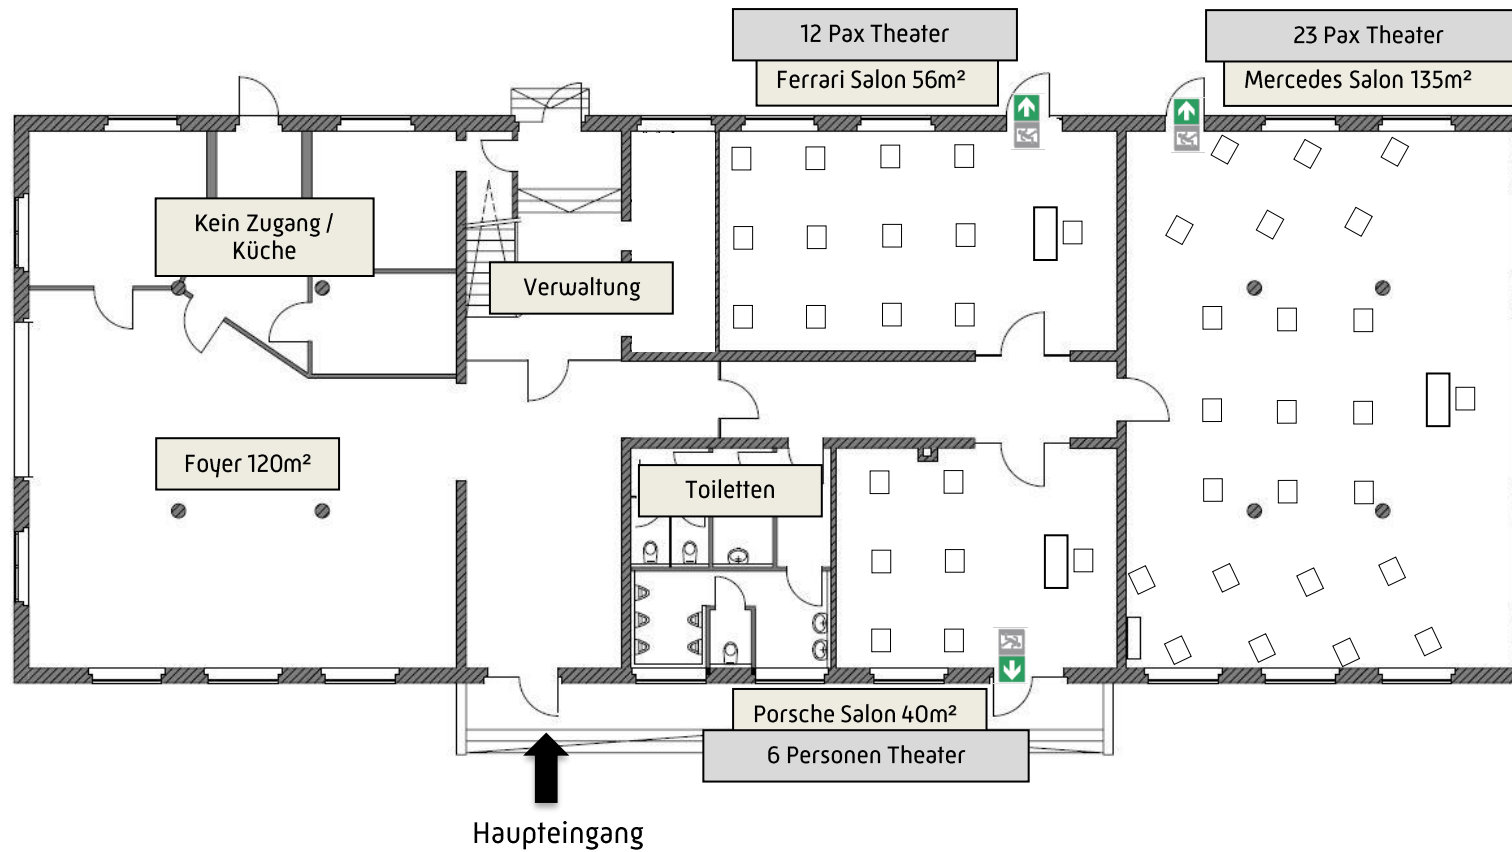 12 Pax Theater
Ferrari Salon 56m²
23 Pax Theater
Mercedes Salon 135m²
Kein Zugang /
Küche
Verwaltung
Foyer 120m²
Toiletten
Porsche Salon 40m²
6 Personen Theater
Haupteingang